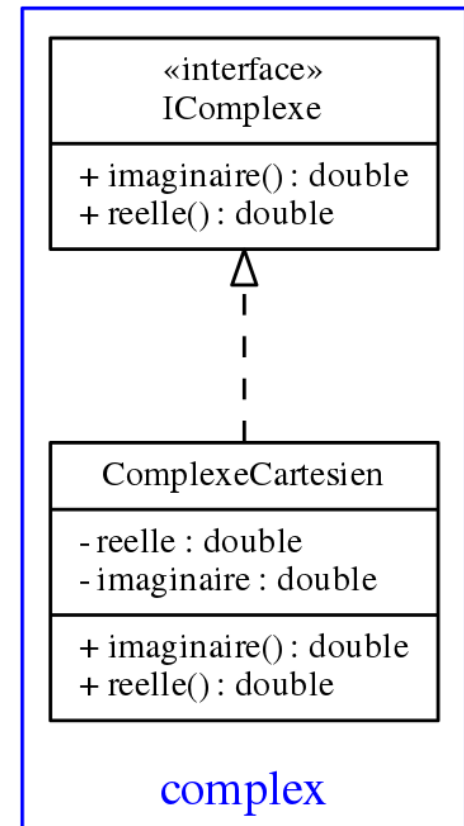 «interface»
IComplexe
+ imaginaire() : double
+ reelle() : double
ComplexeCartesien
- reelle : double
- imaginaire : double
+ imaginaire() : double
+ reelle() : double
complex